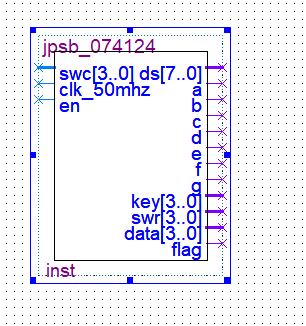 jpsb_074124
swc[3..0] ds[7..0]
clk_50mhz a
en b
c
d
e
f
g
key[3..0]
swr[3..0]
data[3..0]
flag
inst